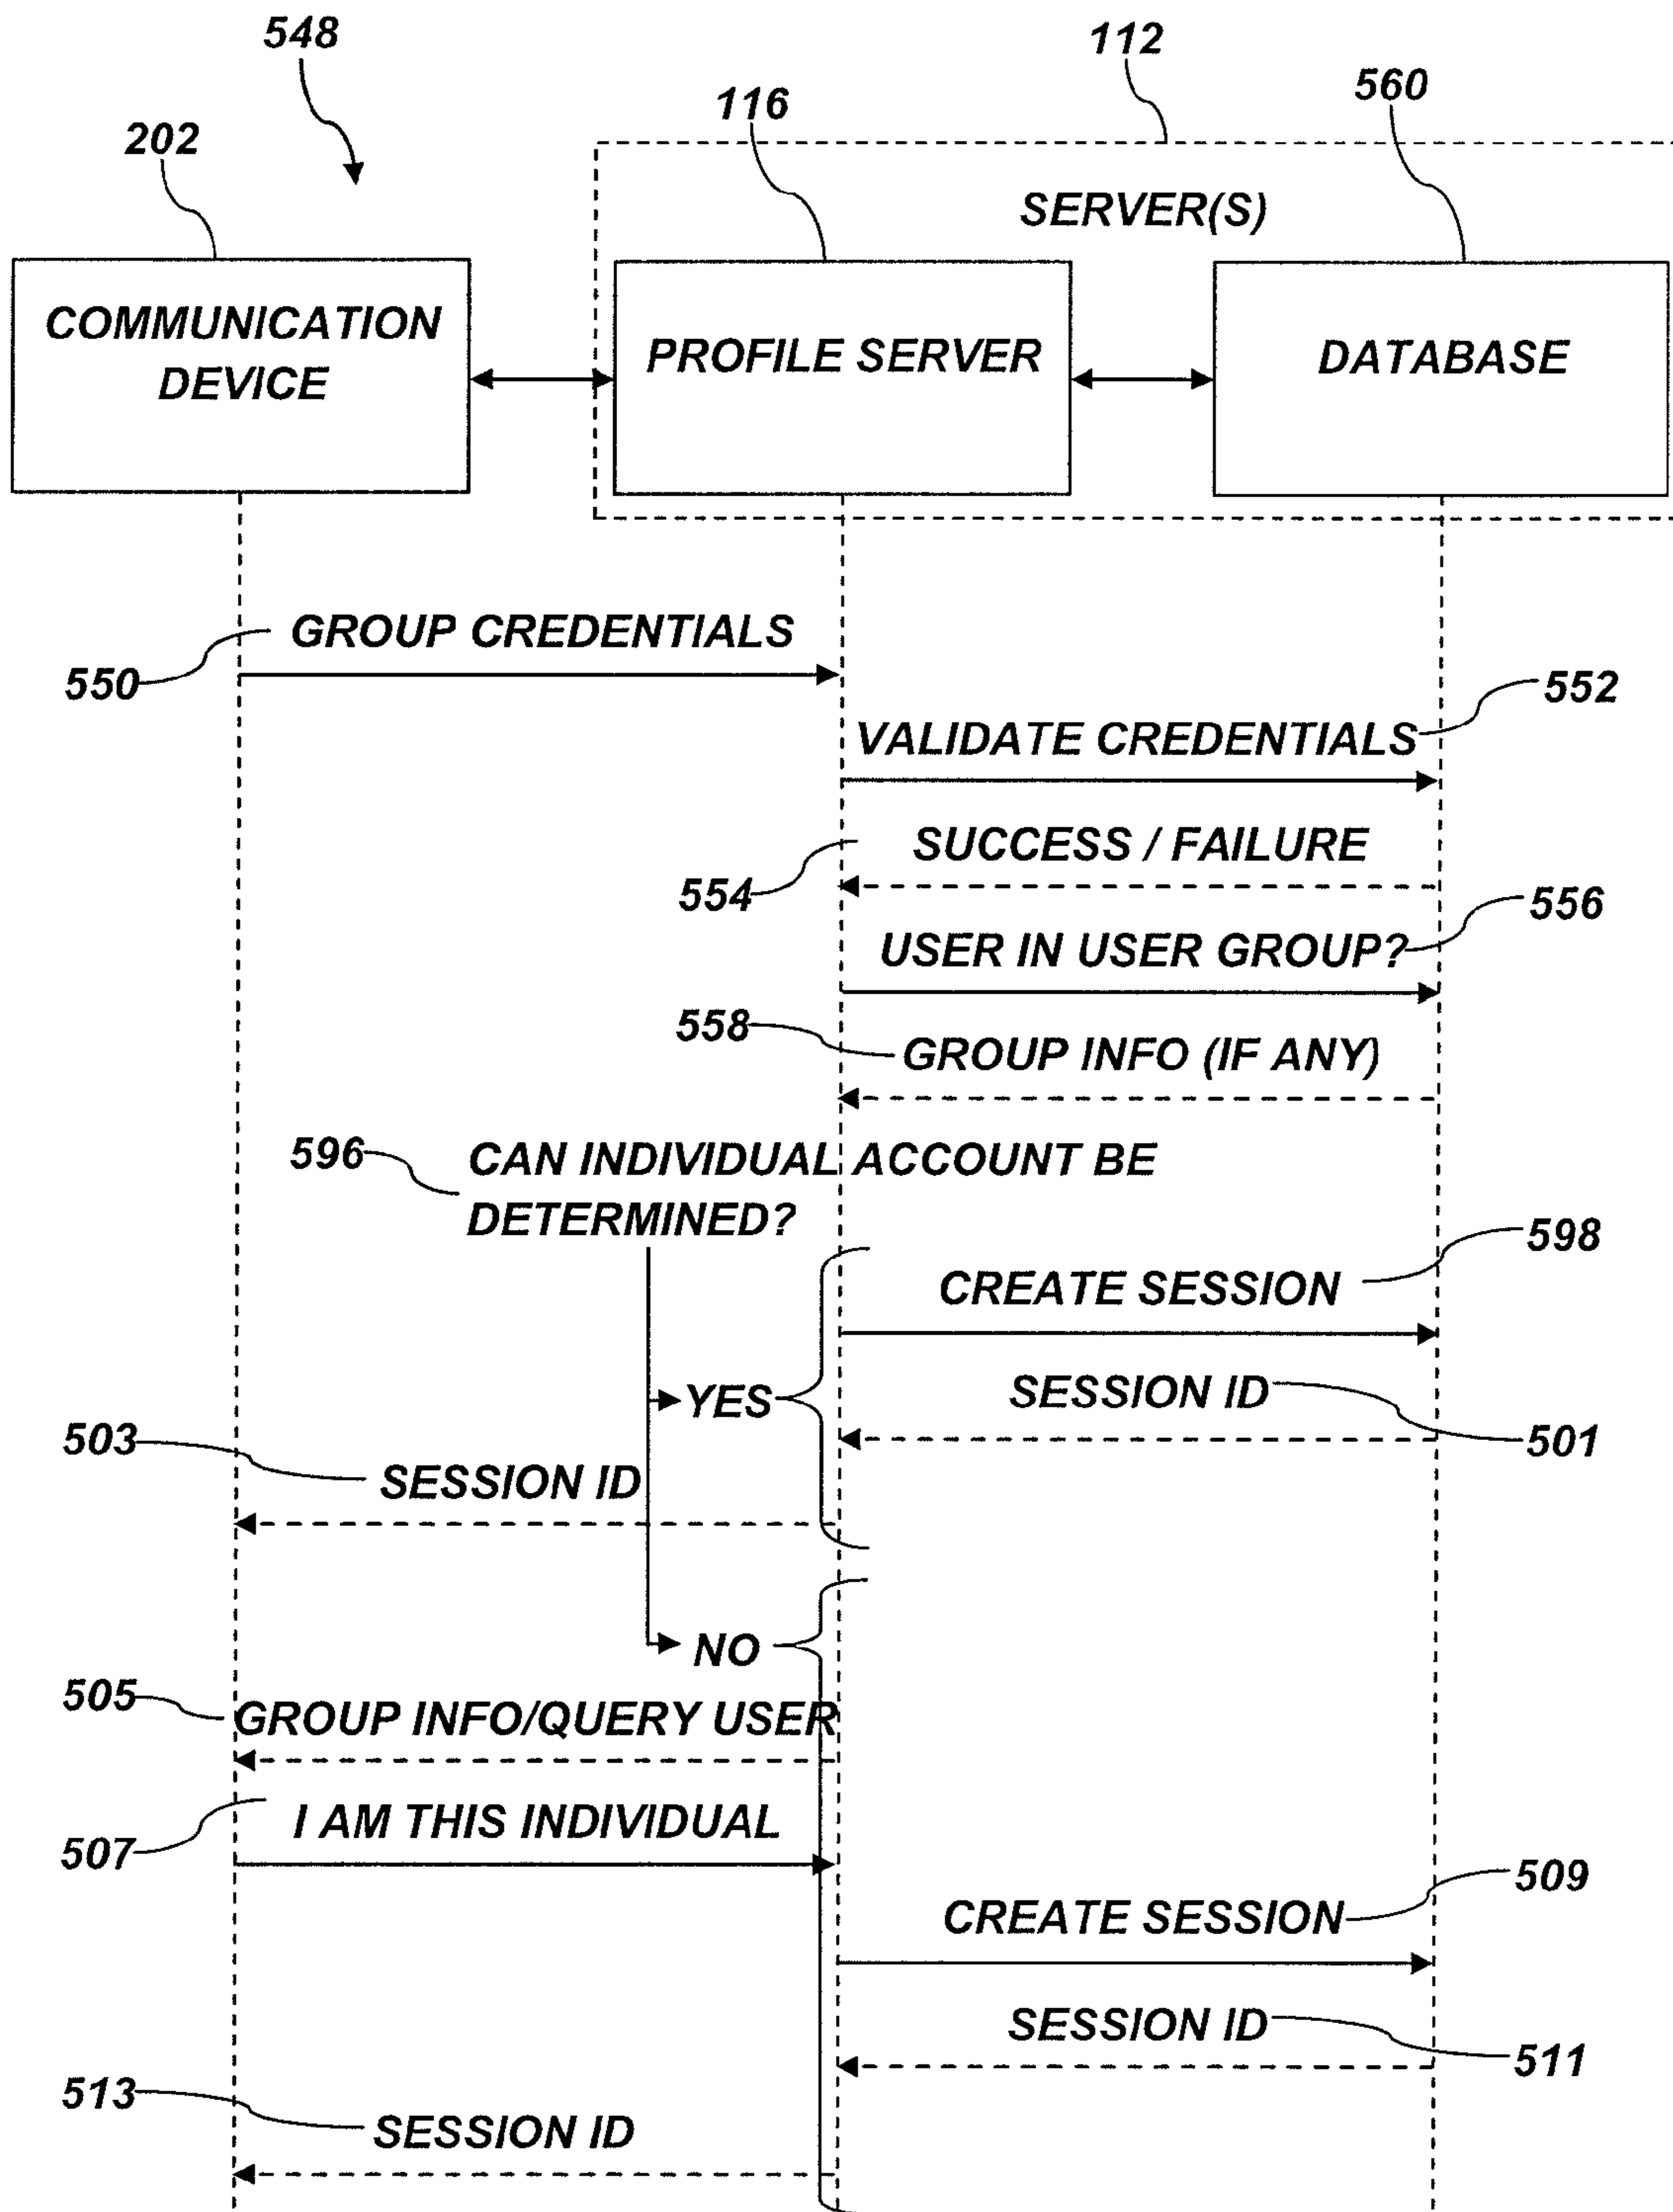 548
112
560
116
202
SERVER(S)
COMMUNICATION
DEVICE
PROFILE SERVER
DATABASE
GROUP CREDENTIALS
550
552
VALIDATE CREDENTIALS
SUCCESS / FAILURE
554
556
USER IN USER GROUP?
558
GROUP INFO (IF ANY)
596
CAN INDIVIDUAL ACCOUNT BE
DETERMINED?
598
CREATE SESSION
YES
SESSION ID
503
501
SESSION ID
NO
505
GROUP INFO/QUERY USER
I AM THIS INDIVIDUAL
507
509
CREATE SESSION
SESSION ID
511
513
SESSION ID